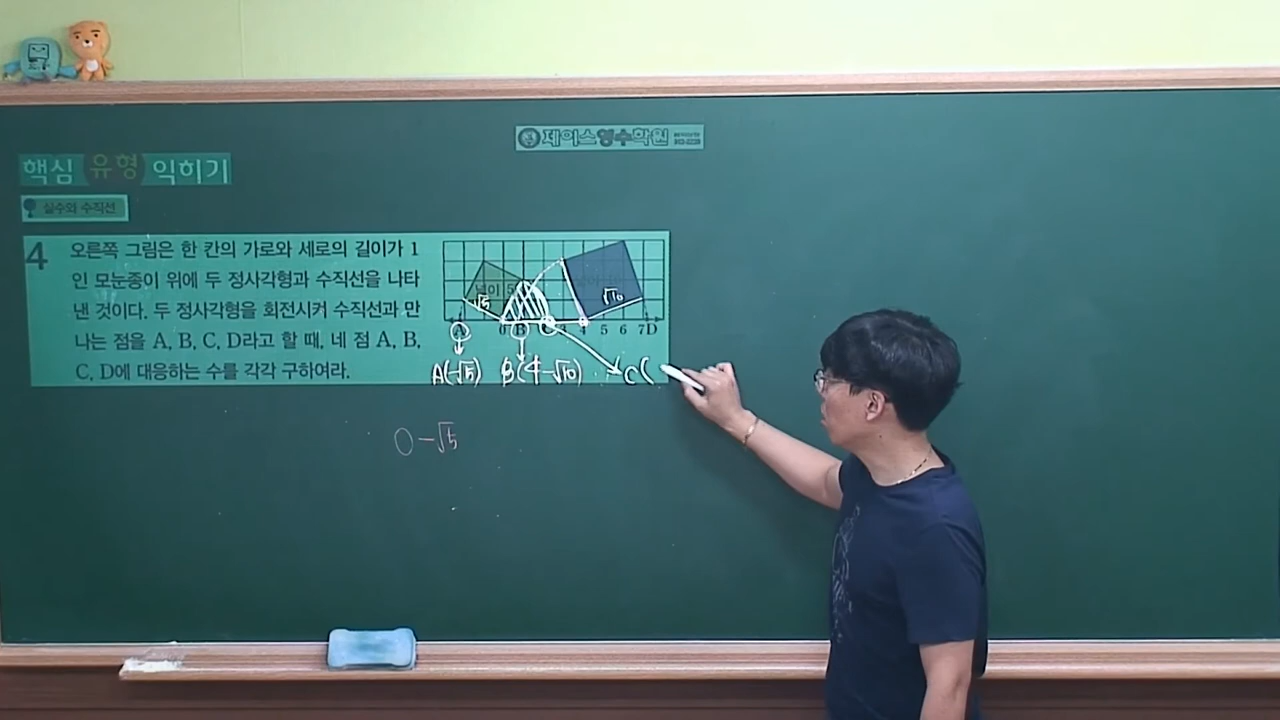 제이스영수학원
핵심 유형 익히기
실수와 수직선
4 오른쪽 그림은 한 칸의 가로와 세로의 길이가 1
인 모눈종이 위에 두 정사각형과 수직선을 나타
낸 것이다. 두 정사각형을 회전시켜 수직선과 만
나는 점을 A, B, C, D라고 할 때, 네 점 A, B,
C, D에 대응하는 수를 각각 구하여라.
넓이 5
√5 √10
A 0 B C 4 5 6 7D
A(-√5) B(4-√10) C(
0-√5